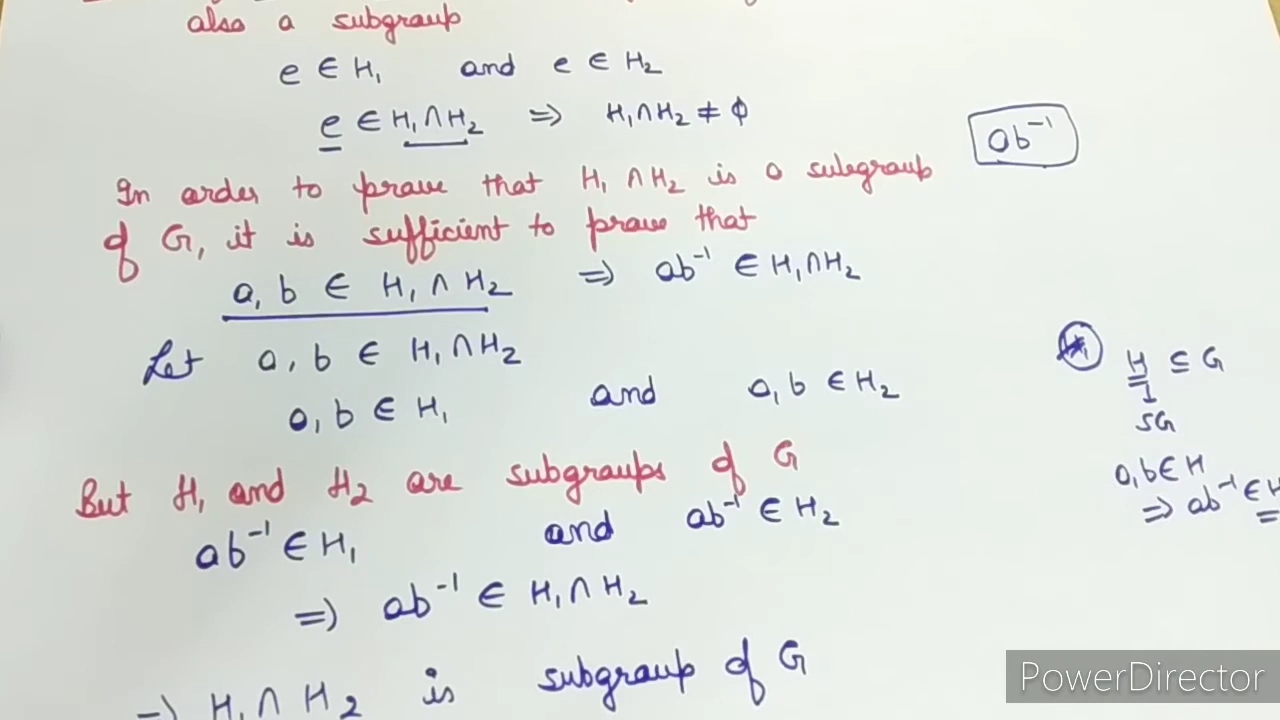 also a subgroup
e ∈ H₁ and e ∈ H₂
e ∈ H₁∩H₂ => H₁∩H₂ ≠ ϕ
ab⁻¹
In order to prove that H₁∩H₂ is a subgroup
of G, it is sufficient to prove that
a, b ∈ H₁∩H₂ => ab⁻¹ ∈ H₁∩H₂
Let a, b ∈ H₁∩H₂
a, b ∈ H₁ and a, b ∈ H₂
But H₁ and H₂ are subgroups of G
ab⁻¹ ∈ H₁ and ab⁻¹ ∈ H₂
=> ab⁻¹ ∈ H₁∩H₂
=> H₁∩H₂ is subgroup of G
H ⊆ G
SG
a, b ∈ H
=> ab⁻¹ ∈ H
PowerDirector